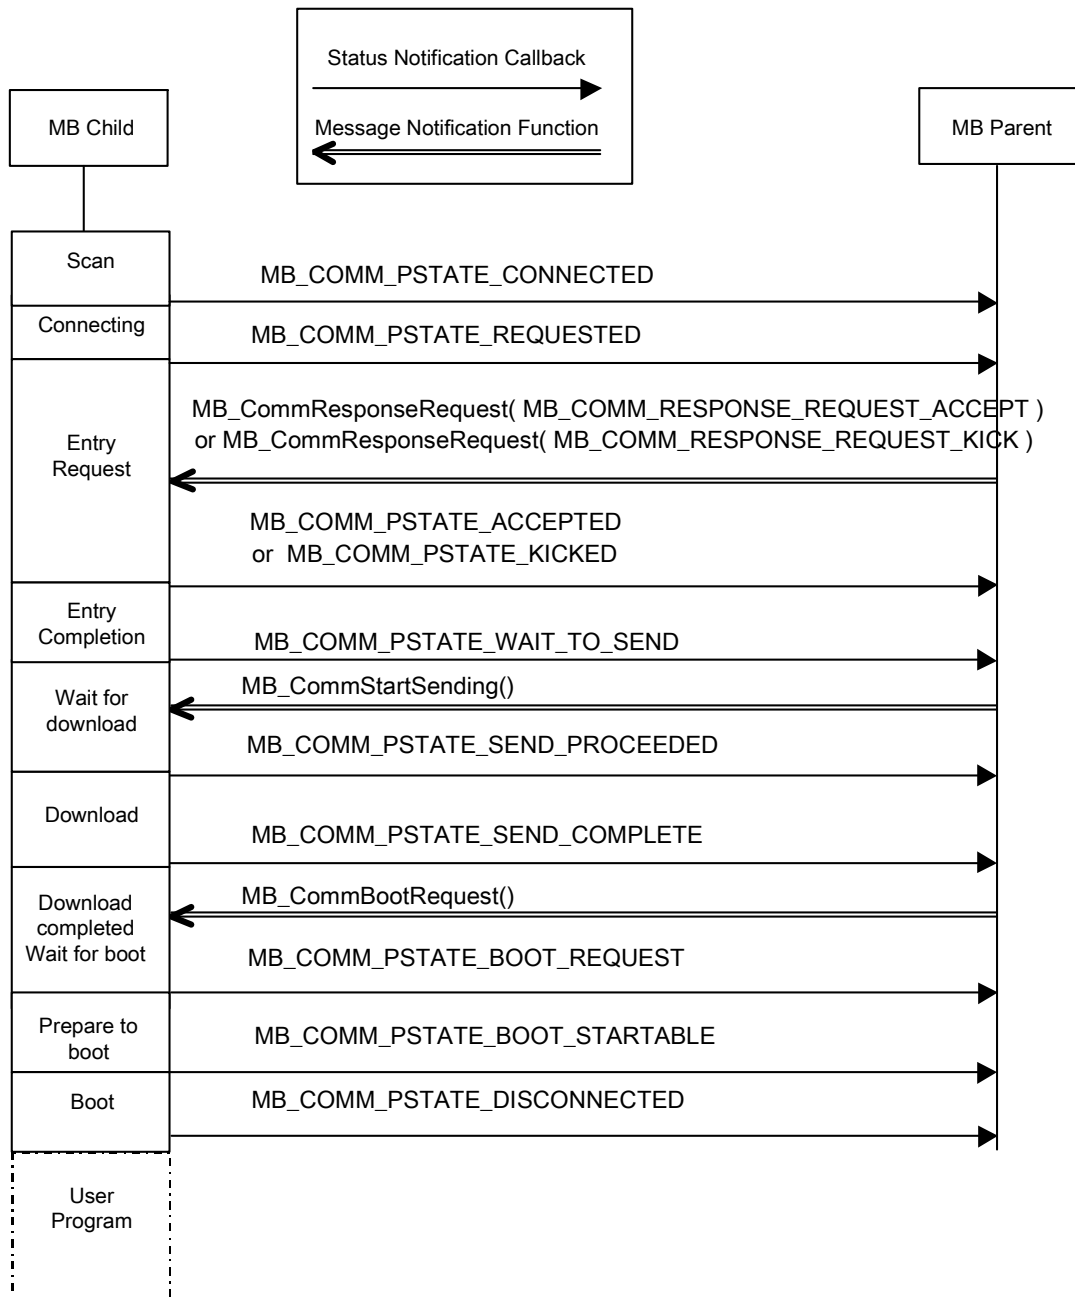 Status Notification Callback
Message Notification Function
MB Child
MB Parent
Scan
MB_COMM_PSTATE_CONNECTED
Connecting
MB_COMM_PSTATE_REQUESTED
MB_CommResponseRequest( MB_COMM_RESPONSE_REQUEST_ACCEPT )
or MB_CommResponseRequest( MB_COMM_RESPONSE_REQUEST_KICK )
Entry
Request
MB_COMM_PSTATE_ACCEPTED
or MB_COMM_PSTATE_KICKED
Entry
Completion
MB_COMM_PSTATE_WAIT_TO_SEND
MB_CommStartSending()
Wait for
download
MB_COMM_PSTATE_SEND_PROCEEDED
Download
MB_COMM_PSTATE_SEND_COMPLETE
MB_CommBootRequest()
Download
completed
Wait for boot
MB_COMM_PSTATE_BOOT_REQUEST
Prepare to
boot
MB_COMM_PSTATE_BOOT_STARTABLE
Boot
MB_COMM_PSTATE_DISCONNECTED
User
Program